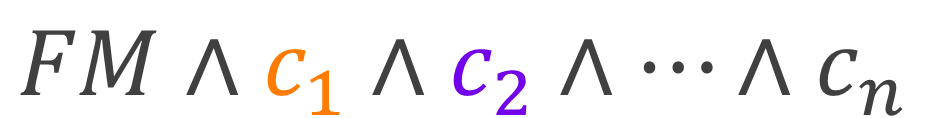 FM ∧ c₁ ∧ c₂ ∧ ⋯ ∧ cₙ